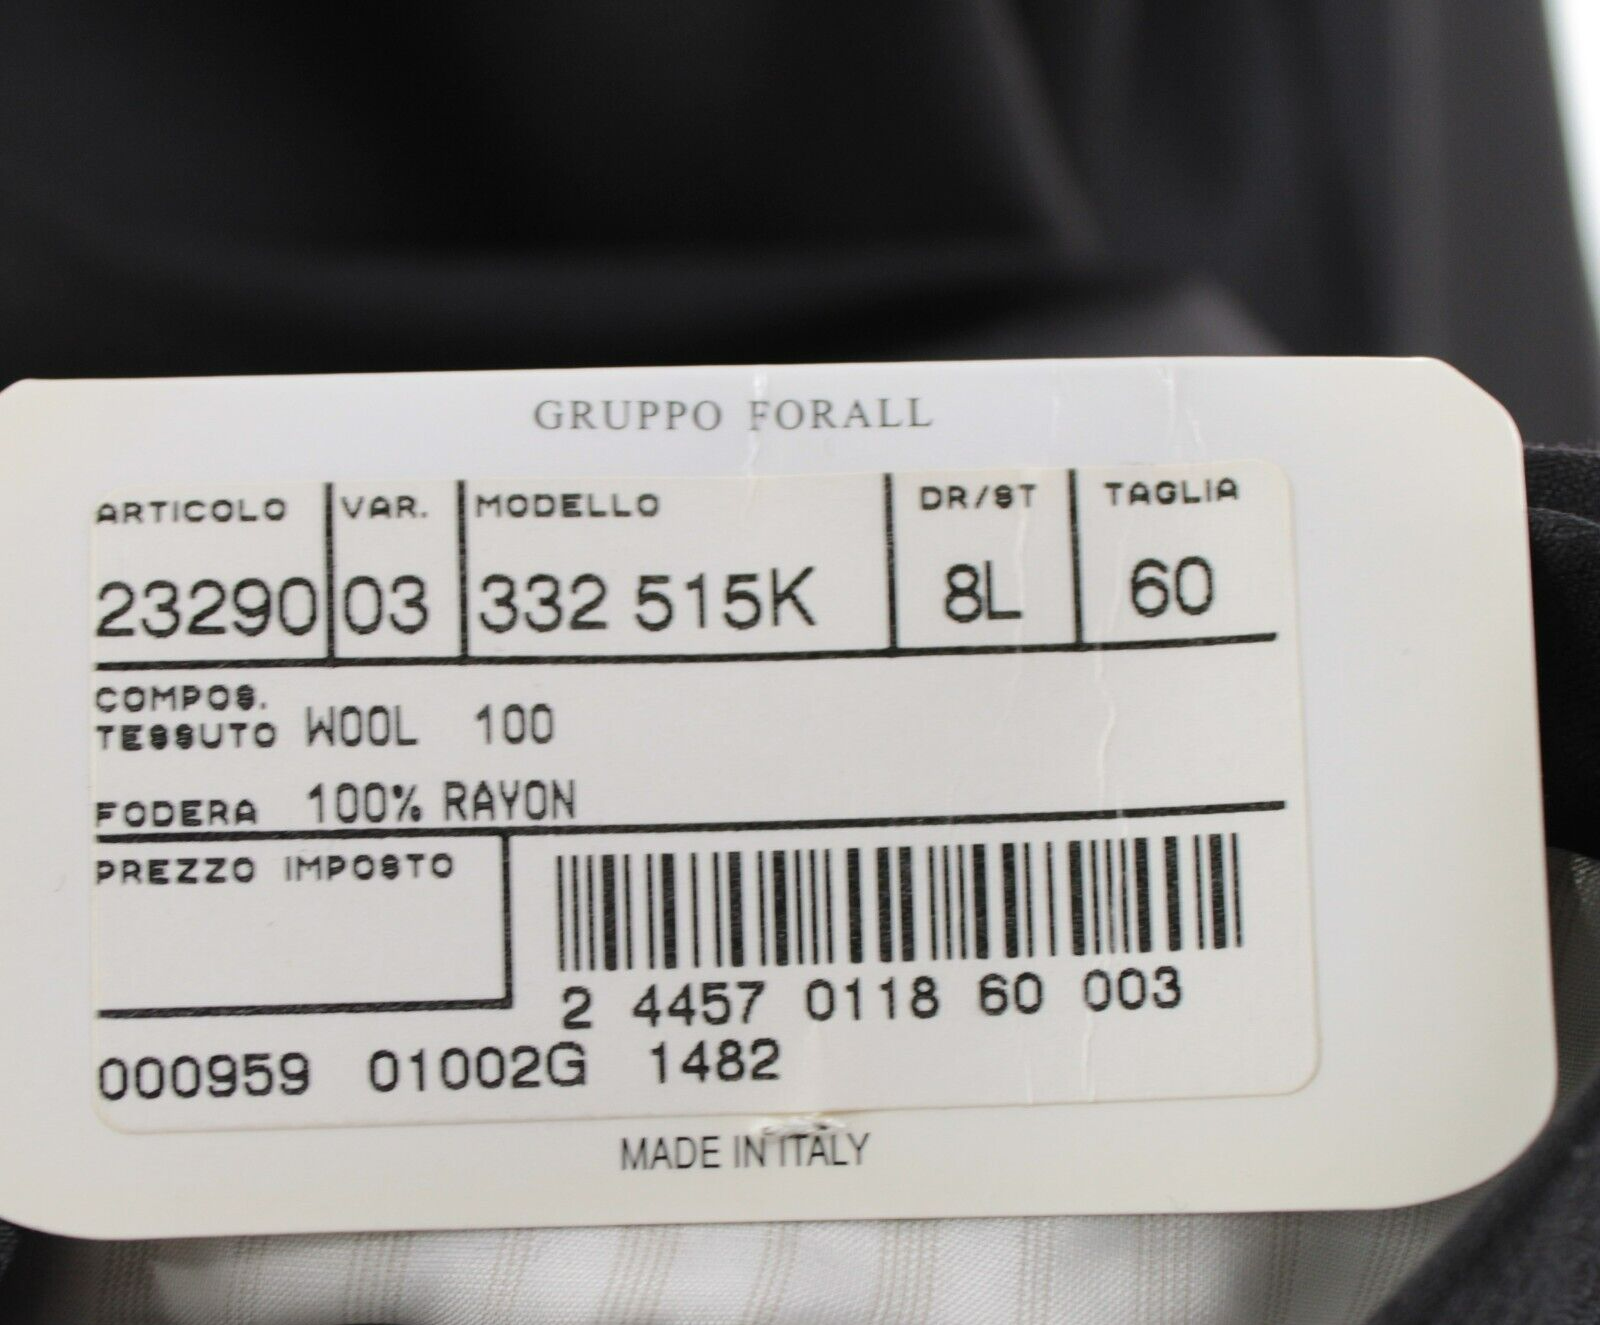 GRUPPO FORALL
ARTICOLO VAR. MODELLO DR/ST TAGLIA
23290 03 332 515K 8L 60
COMPOS.
TESSUTO WOOL 100
FODERA 100% RAYON
PREZZO IMPOSTO
2 4457 0118 60 003
000959 01002G 1482
MADE IN ITALY